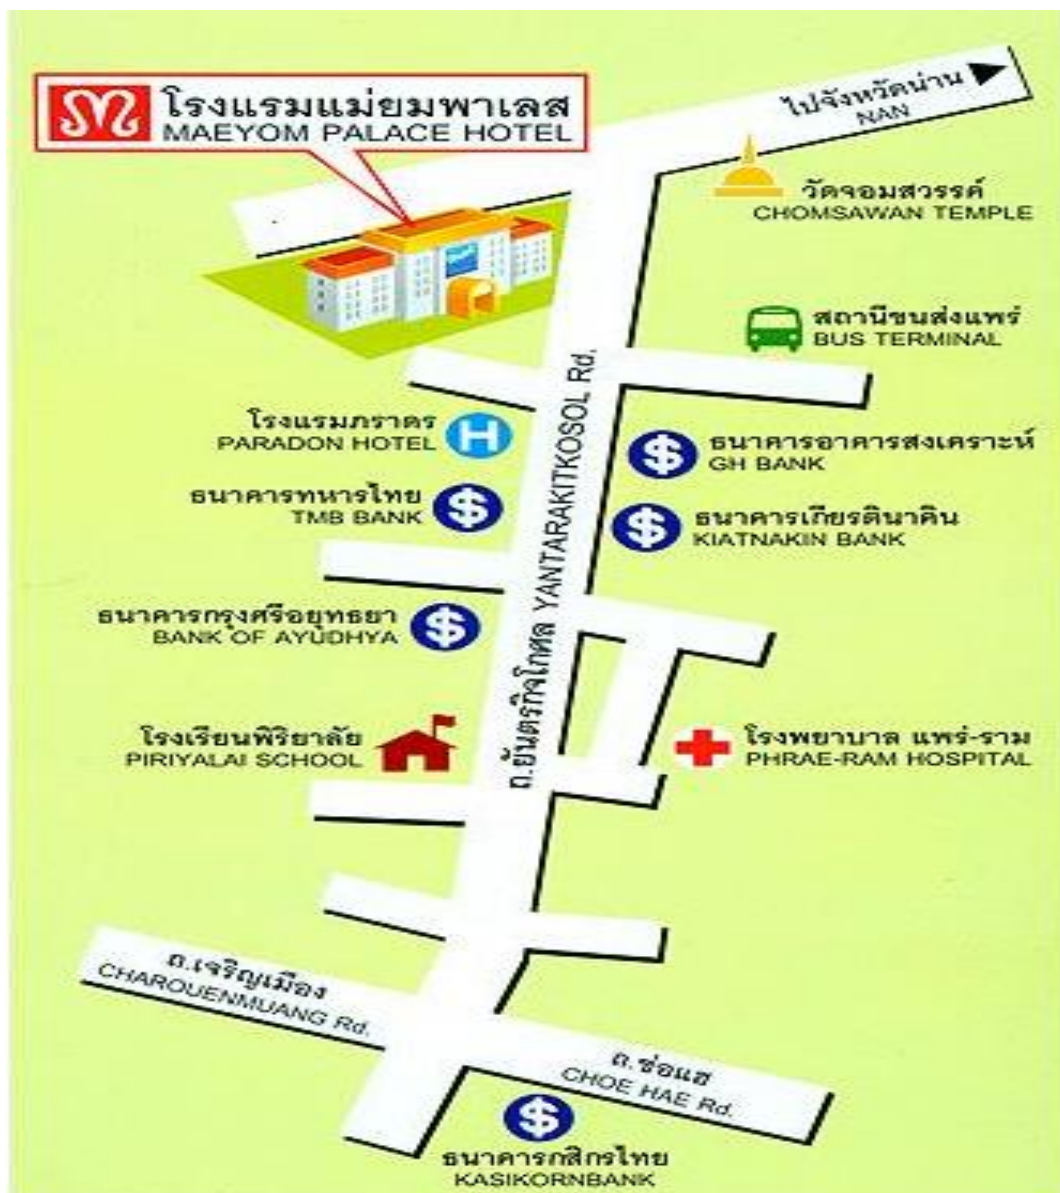 โรงแรมแม่ยมพาเลส
MAEYOM PALACE HOTEL
ไปจังหวัดน่าน
NAN
วัดจอมสวรรค์
CHOMSAWAN TEMPLE
สถานีขนส่งแพร่
BUS TERMINAL
โรงแรมภราดร
PARADON HOTEL
H
ธนาคารอาคารสงเคราะห์
GH BANK
$
ธนาคารทหารไทย
TMB BANK
$
ธนาคารเกียรตินาคิน
KIATNAKIN BANK
$
ธนาคารกรุงศรีอยุทธยา
BANK OF AYUDHYA
$
ถ.ยันตรกิจโกศล YANTARAKITKOSOL Rd.
โรงเรียนพิริยาลัย
PIRIYALAI SCHOOL
โรงพยาบาล แพร่-ราม
PHRAE-RAM HOSPITAL
ถ.เจริญเมือง
CHAROUENMUANG Rd.
ถ.ช่อแฮ
CHOE HAE Rd.
$
ธนาคารกสิกรไทย
KASIKORNBANK